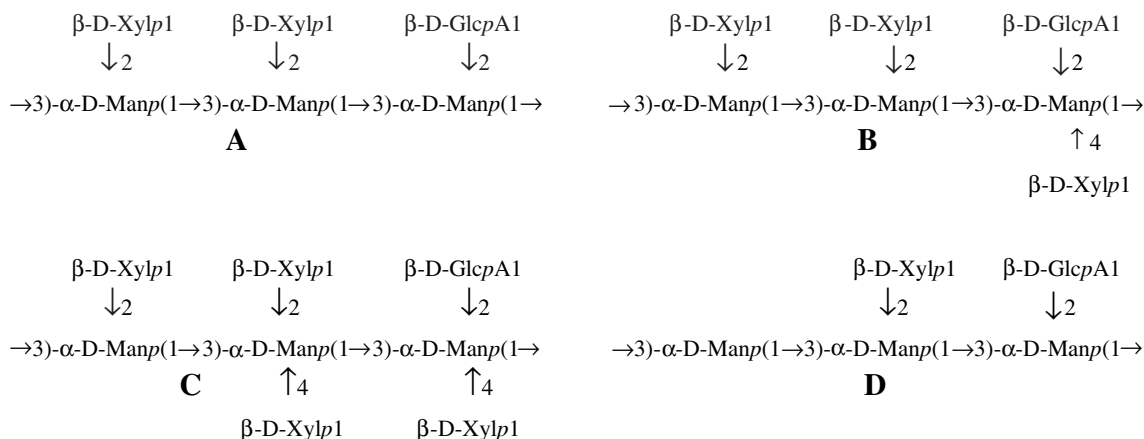 β-D-Xylp1 β-D-Xylp1 β-D-GlcpA1
↓2 ↓2 ↓2
→3)-α-D-Manp(1→3)-α-D-Manp(1→3)-α-D-Manp(1→
A
β-D-Xylp1 β-D-Xylp1 β-D-GlcpA1
↓2 ↓2 ↓2
→3)-α-D-Manp(1→3)-α-D-Manp(1→3)-α-D-Manp(1→
B ↑4
β-D-Xylp1
β-D-Xylp1 β-D-Xylp1 β-D-GlcpA1
↓2 ↓2 ↓2
→3)-α-D-Manp(1→3)-α-D-Manp(1→3)-α-D-Manp(1→
C ↑4 ↑4
β-D-Xylp1 β-D-Xylp1
β-D-Xylp1 β-D-GlcpA1
↓2 ↓2
→3)-α-D-Manp(1→3)-α-D-Manp(1→3)-α-D-Manp(1→
D